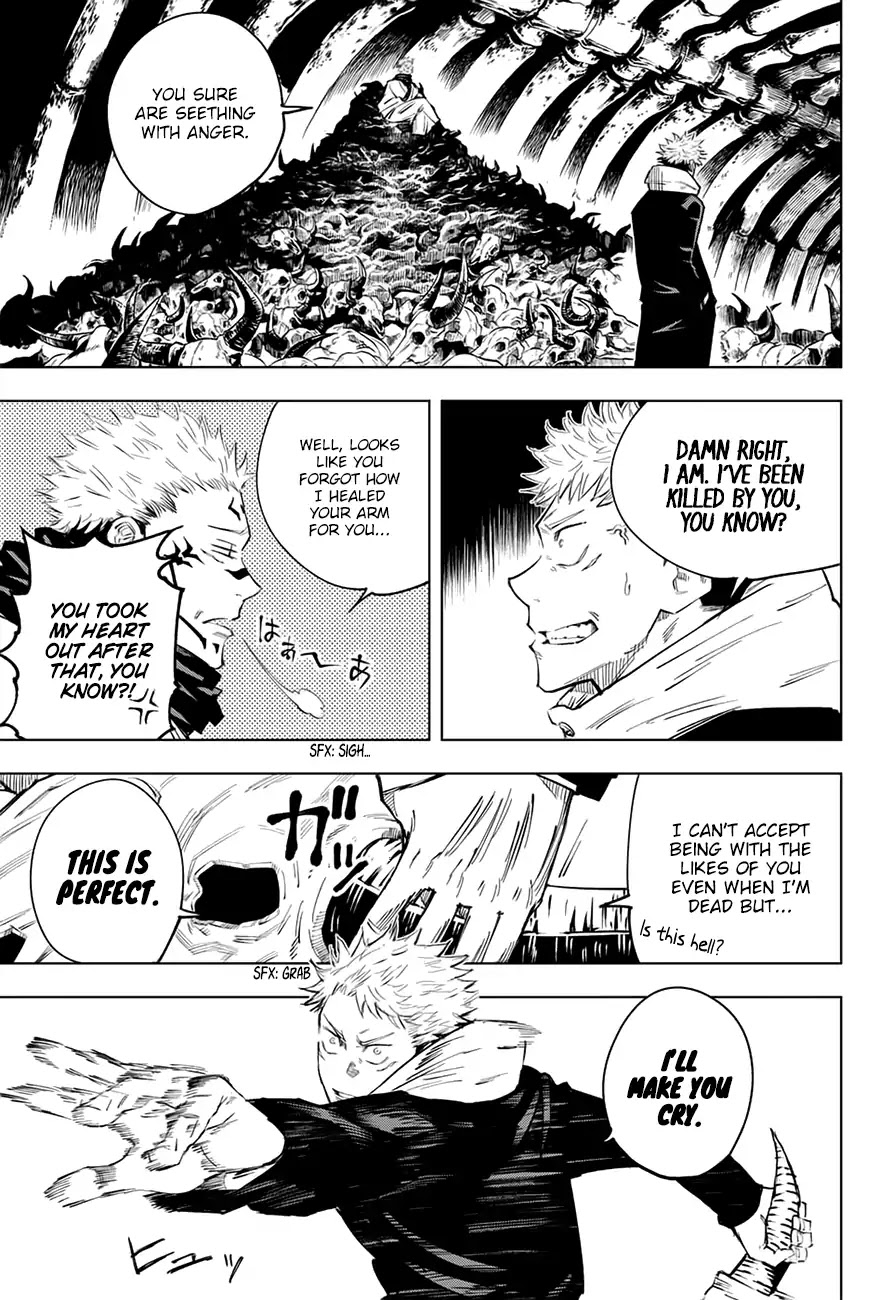 YOU SURE
ARE SEETHING
WITH ANGER.
DAMN RIGHT,
I AM. I'VE BEEN
KILLED BY YOU,
YOU KNOW?
WELL, LOOKS
LIKE YOU
FORGOT HOW
I HEALED
YOUR ARM
FOR YOU...
はぁ〜ぁ
SFX: SIGH...
YOU TOOK
MY HEART
OUT AFTER
THAT, YOU
KNOW?!
I CAN'T ACCEPT
BEING WITH THE
LIKES OF YOU
EVEN WHEN I'M
DEAD BUT...
Is this hell?
ガッ
SFX: GRAB
THIS IS
PERFECT.
I'LL
MAKE YOU
CRY.
ヒュッ